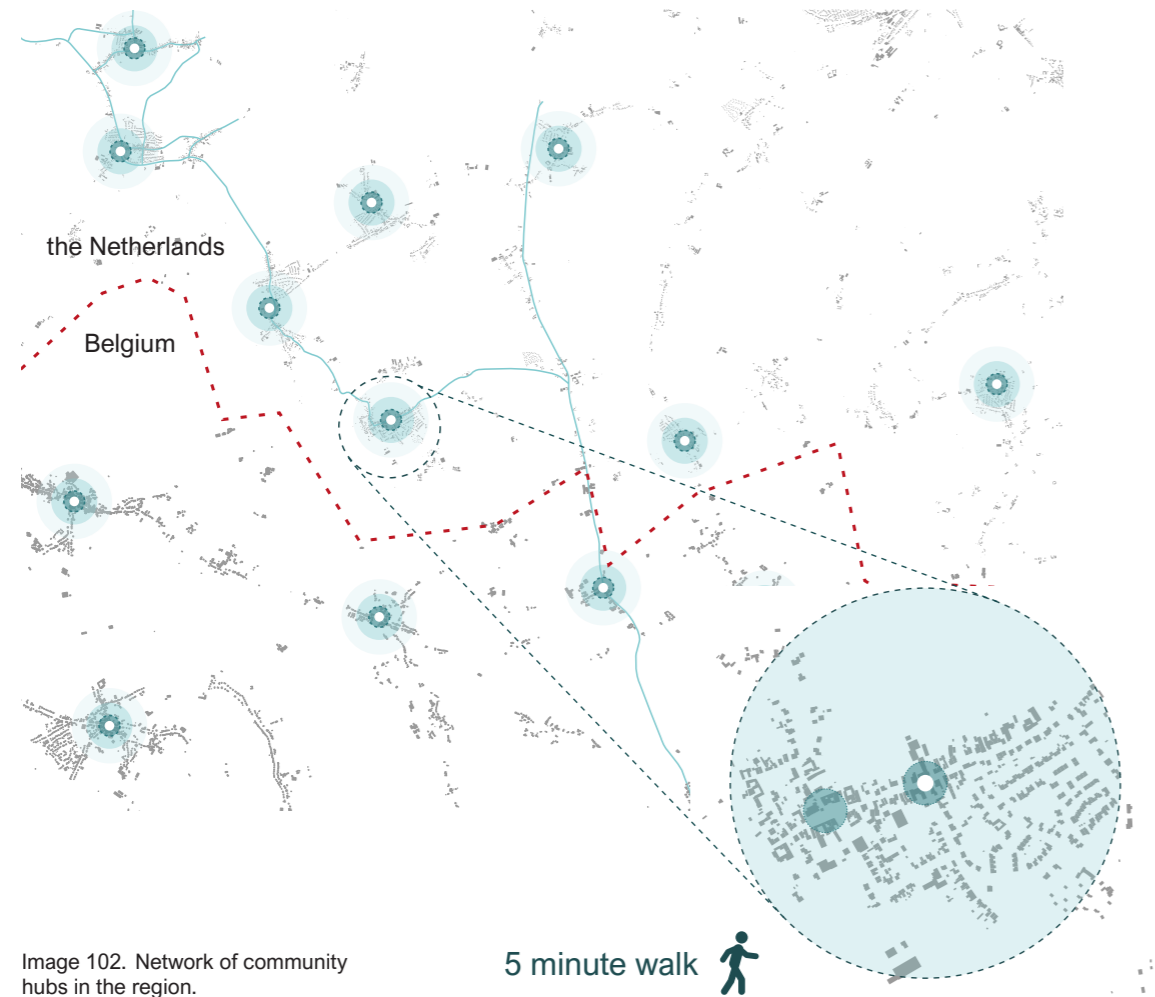 the Netherlands
Belgium
5 minute walk
Image 102. Network of community
hubs in the region.